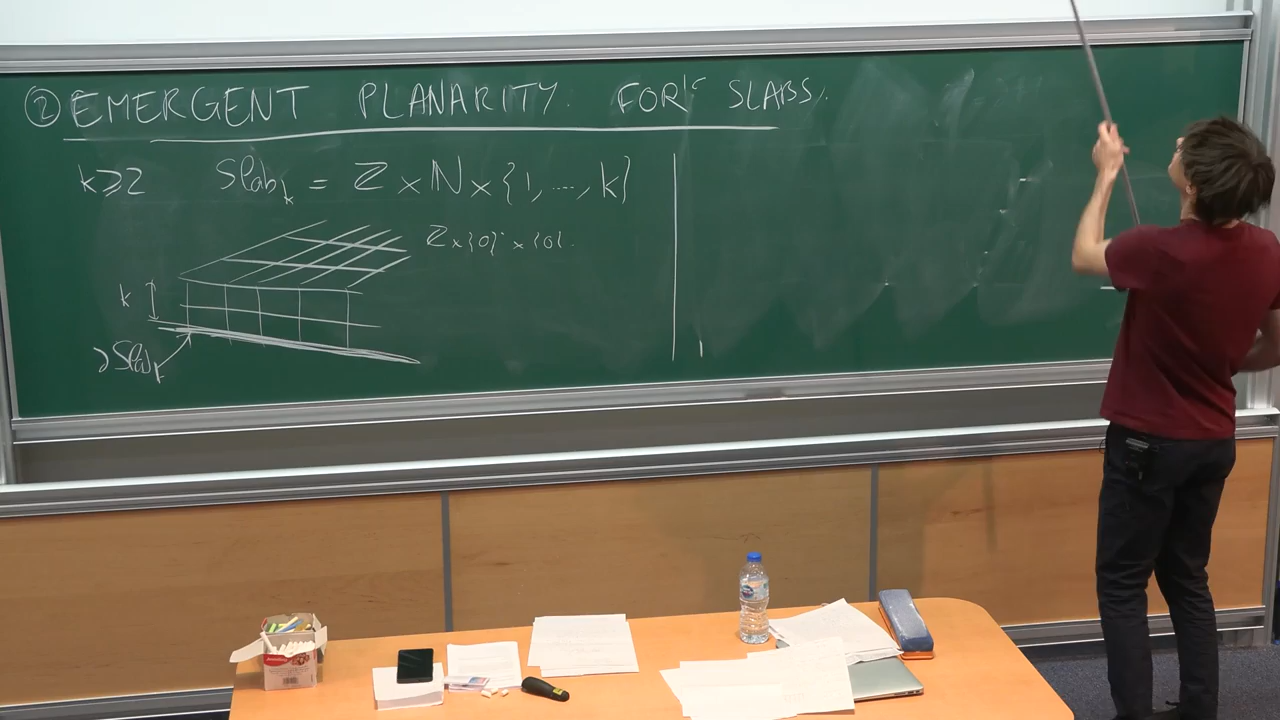 ② EMERGENT PLANARITY. FOR SLABS.
k⩾2 Slab_k = ℤ × ℕ × {1, ..., k}
ℤ×{0}×{0}.
k
∂Slab_k